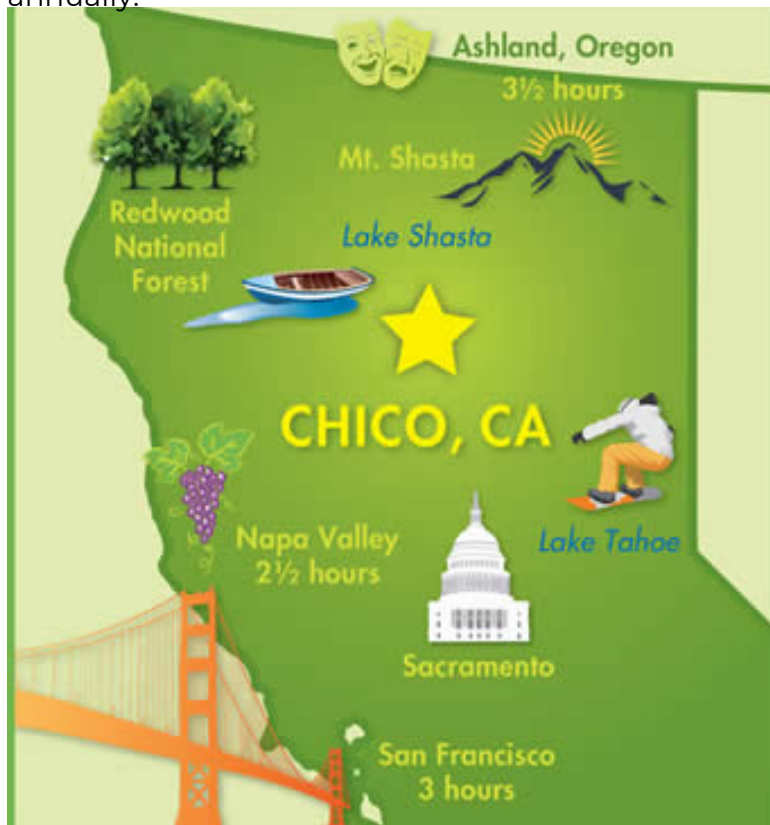 annually.
Ashland, Oregon
3½ hours
Mt. Shasta
Redwood
National
Forest
Lake Shasta
CHICO, CA
Napa Valley
2½ hours
Lake Tahoe
Sacramento
San Francisco
3 hours